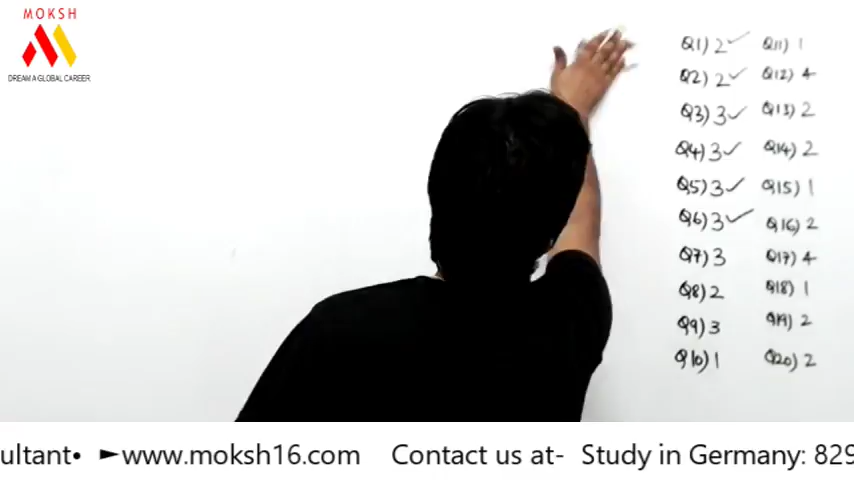 MOKSH
DREAM A GLOBAL CAREER
Q1) 2 ✓
Q2) 2 ✓
Q3) 3 ✓
Q4) 3 ✓
Q5) 3 ✓
Q6) 3 ✓
Q7) 3
Q8) 2
Q9) 3
Q10) 1
Q11) 1
Q12) 4
Q13) 2
Q14) 2
Q15) 1
Q16) 2
Q17) 4
Q18) 1
Q19) 2
Q20) 2
ultant• ►www.moksh16.com Contact us at- Study in Germany: 829